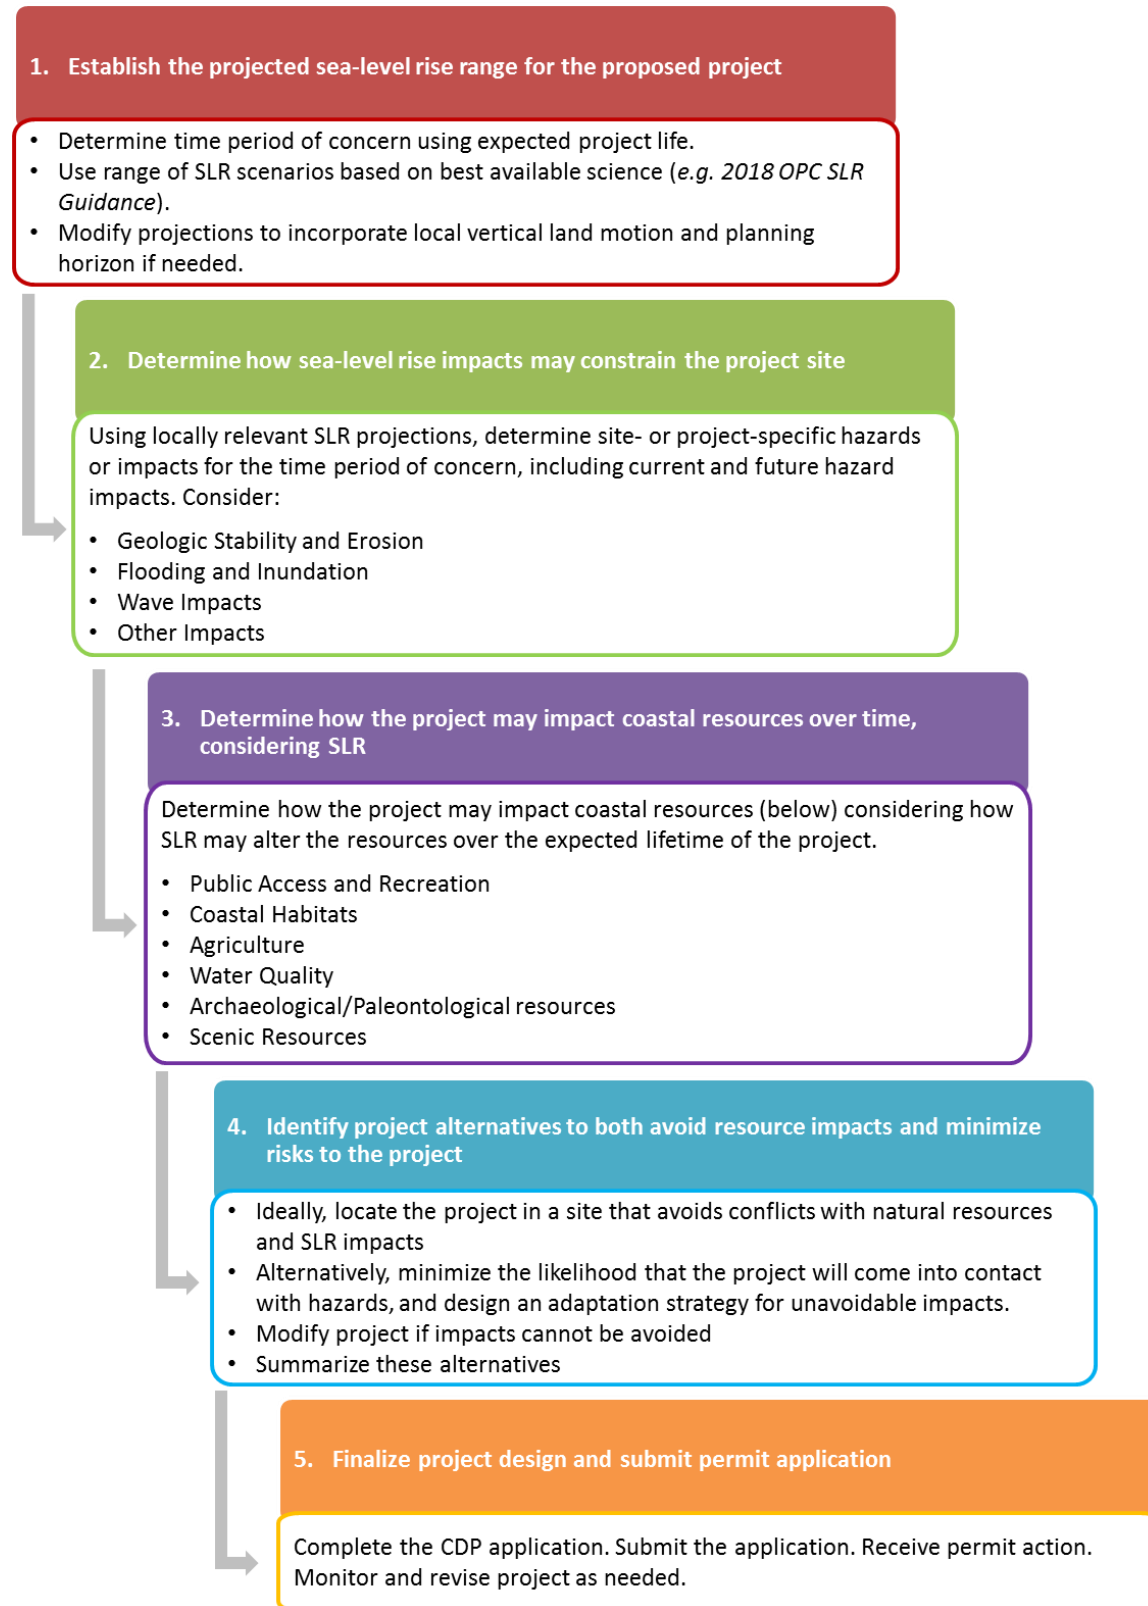 1. Establish the projected sea-level rise range for the proposed project
• Determine time period of concern using expected project life.
• Use range of SLR scenarios based on best available science (e.g. 2018 OPC SLR
Guidance).
• Modify projections to incorporate local vertical land motion and planning
horizon if needed.
2. Determine how sea-level rise impacts may constrain the project site
Using locally relevant SLR projections, determine site- or project-specific hazards
or impacts for the time period of concern, including current and future hazard
impacts. Consider:
• Geologic Stability and Erosion
• Flooding and Inundation
• Wave Impacts
• Other Impacts
3. Determine how the project may impact coastal resources over time,
considering SLR
Determine how the project may impact coastal resources (below) considering how
SLR may alter the resources over the expected lifetime of the project.
• Public Access and Recreation
• Coastal Habitats
• Agriculture
• Water Quality
• Archaeological/Paleontological resources
• Scenic Resources
4. Identify project alternatives to both avoid resource impacts and minimize
risks to the project
• Ideally, locate the project in a site that avoids conflicts with natural resources
and SLR impacts
• Alternatively, minimize the likelihood that the project will come into contact
with hazards, and design an adaptation strategy for unavoidable impacts.
• Modify project if impacts cannot be avoided
• Summarize these alternatives
5. Finalize project design and submit permit application
Complete the CDP application. Submit the application. Receive permit action.
Monitor and revise project as needed.